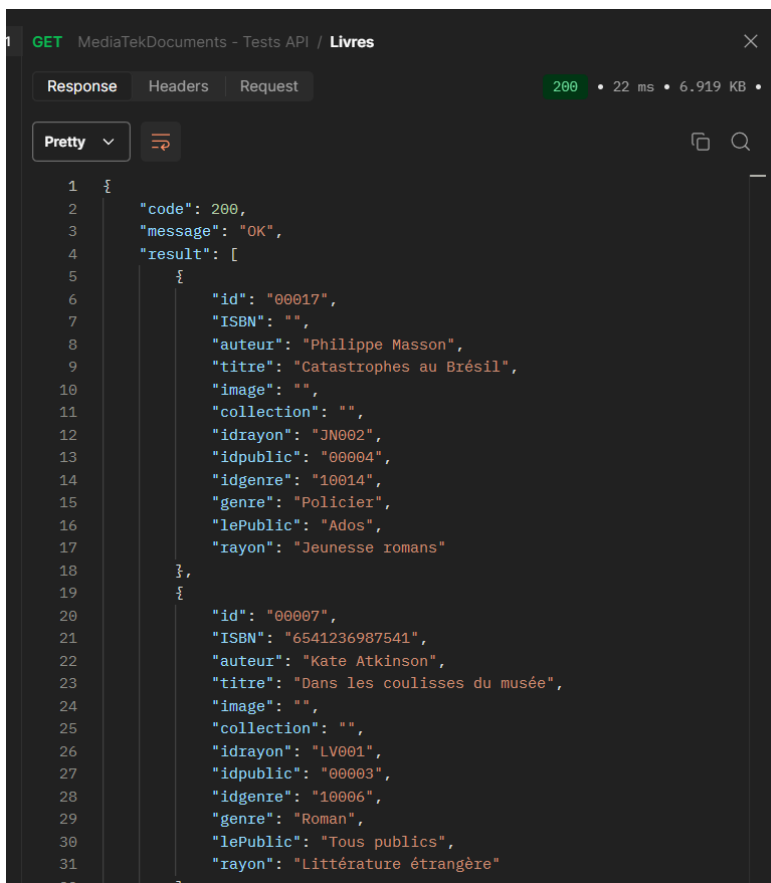 1 GET MediaTekDocuments - Tests API / Livres
Response Headers Request 200 • 22 ms • 6.919 KB •
Pretty
1 {
2 "code": 200,
3 "message": "OK",
4 "result": [
5 {
6 "id": "00017",
7 "ISBN": "",
8 "auteur": "Philippe Masson",
9 "titre": "Catastrophes au Brésil",
10 "image": "",
11 "collection": "",
12 "idrayon": "JN002",
13 "idpublic": "00004",
14 "idgenre": "10014",
15 "genre": "Policier",
16 "lePublic": "Ados",
17 "rayon": "Jeunesse romans"
18 },
19 {
20 "id": "00007",
21 "ISBN": "6541236987541",
22 "auteur": "Kate Atkinson",
23 "titre": "Dans les coulisses du musée",
24 "image": "",
25 "collection": "",
26 "idrayon": "LV001",
27 "idpublic": "00003",
28 "idgenre": "10006",
29 "genre": "Roman",
30 "lePublic": "Tous publics",
31 "rayon": "Littérature étrangère"